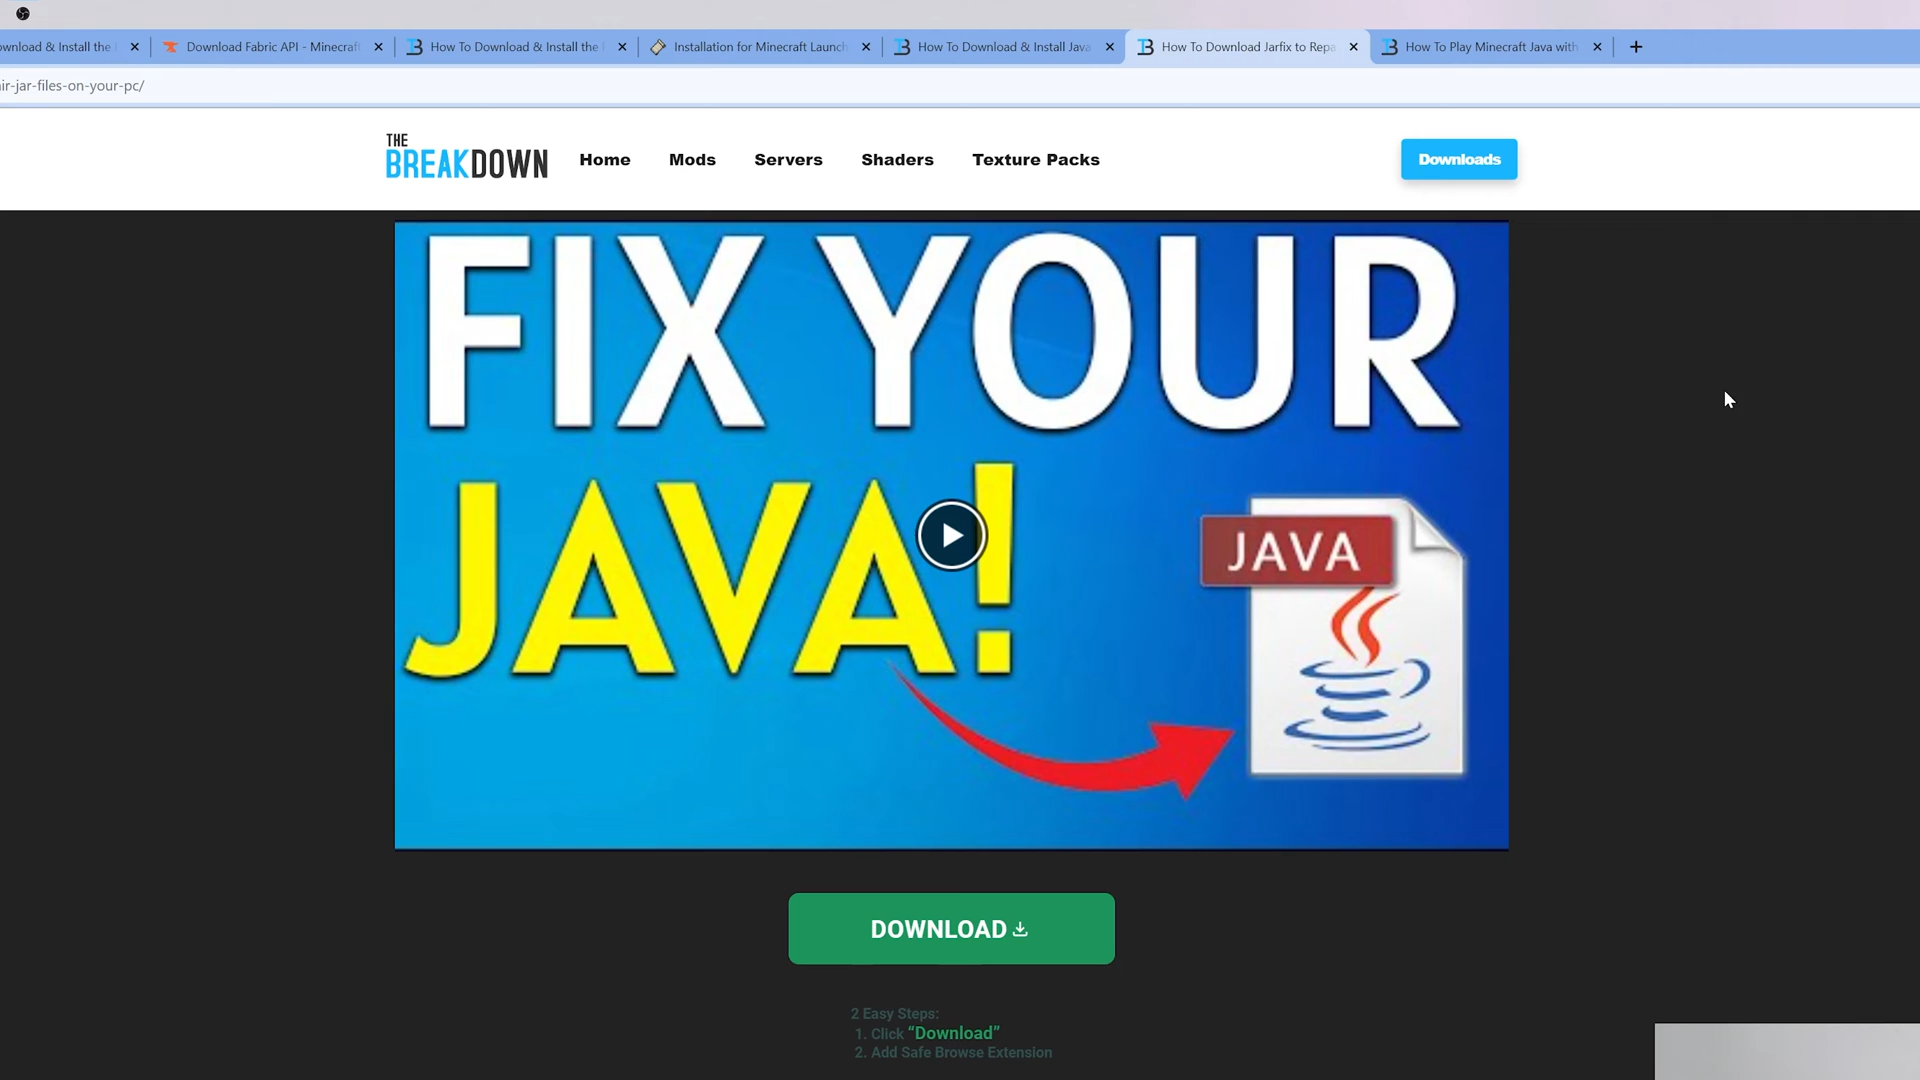 ownload & Install the
Download Fabric API - Minecraft
How To Download & Install the
Installation for Minecraft Launch
How To Download & Install Java
How To Download Jarfix to Repa
How To Play Minecraft Java with
ir-jar-files-on-your-pc/
THE
BREAKDOWN
Home
Mods
Servers
Shaders
Texture Packs
Downloads
FIX YOUR
JAVA!
JAVA
DOWNLOAD
2 Easy Steps:
1. Click “Download”
2. Add Safe Browse Extension